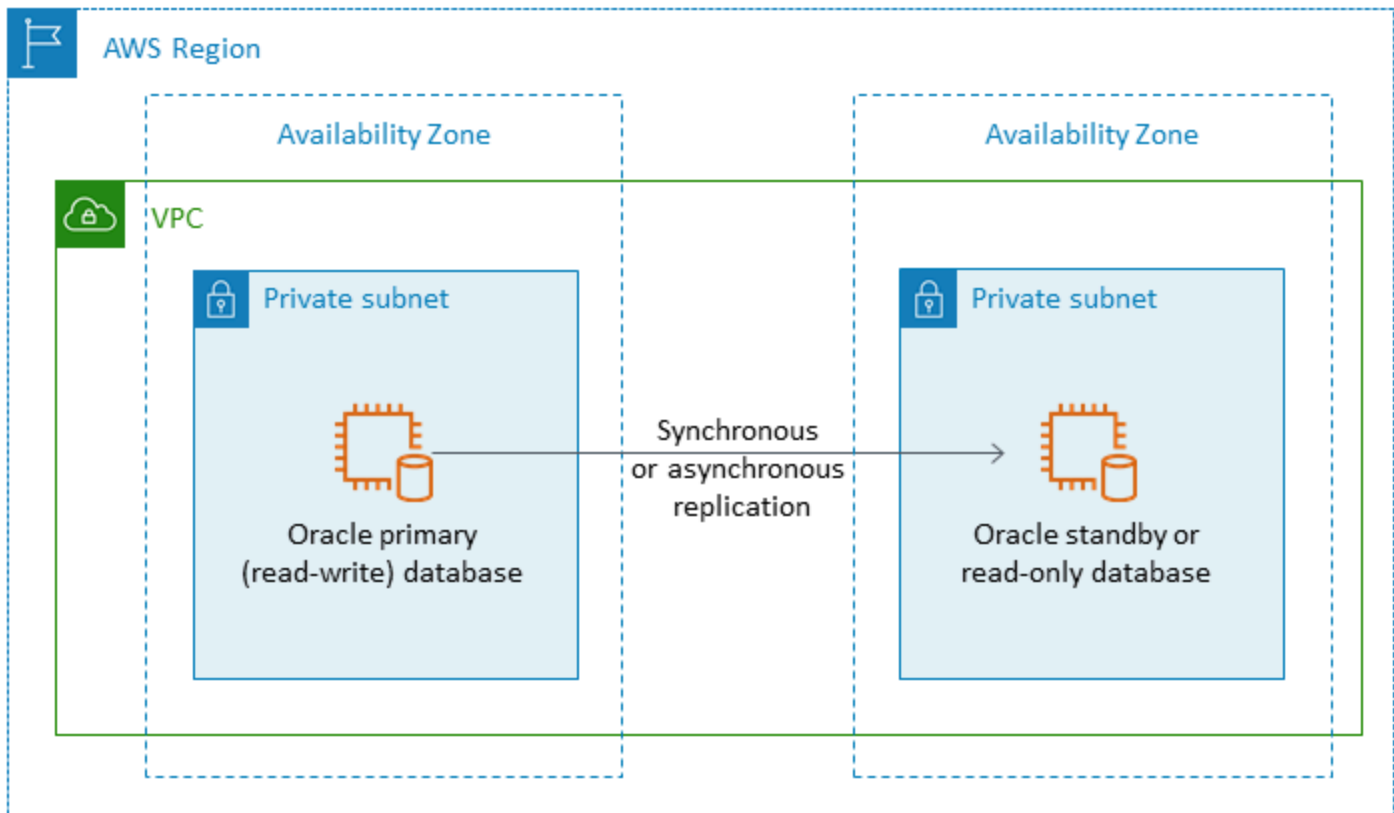 AWS Region
Availability Zone
Availability Zone
VPC
Private subnet
Private subnet
Synchronous
or asynchronous
replication
Oracle primary
(read-write) database
Oracle standby or
read-only database